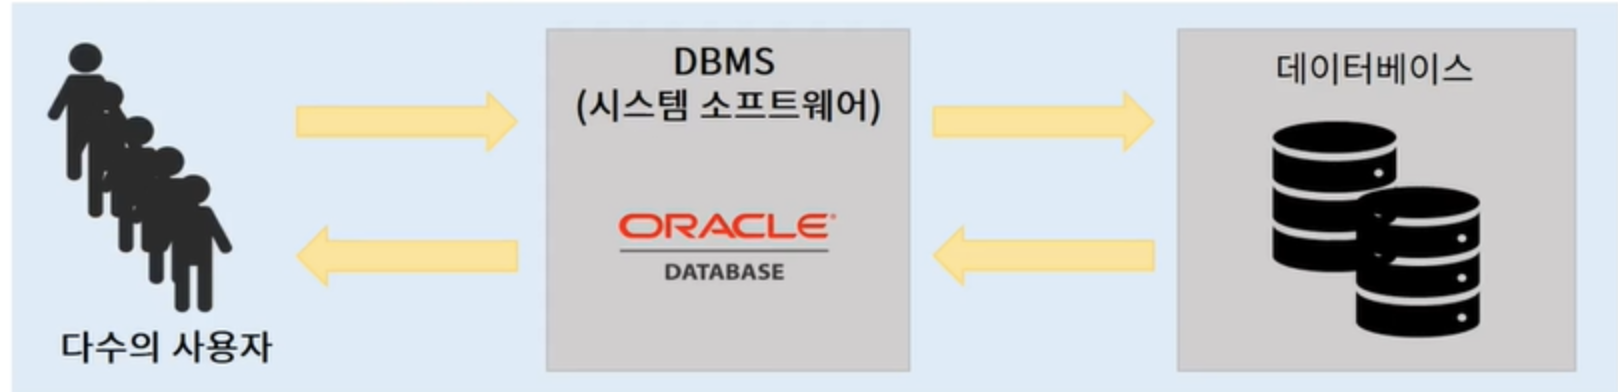 DBMS
(시스템 소프트웨어)
ORACLE
DATABASE
데이터베이스
다수의 사용자